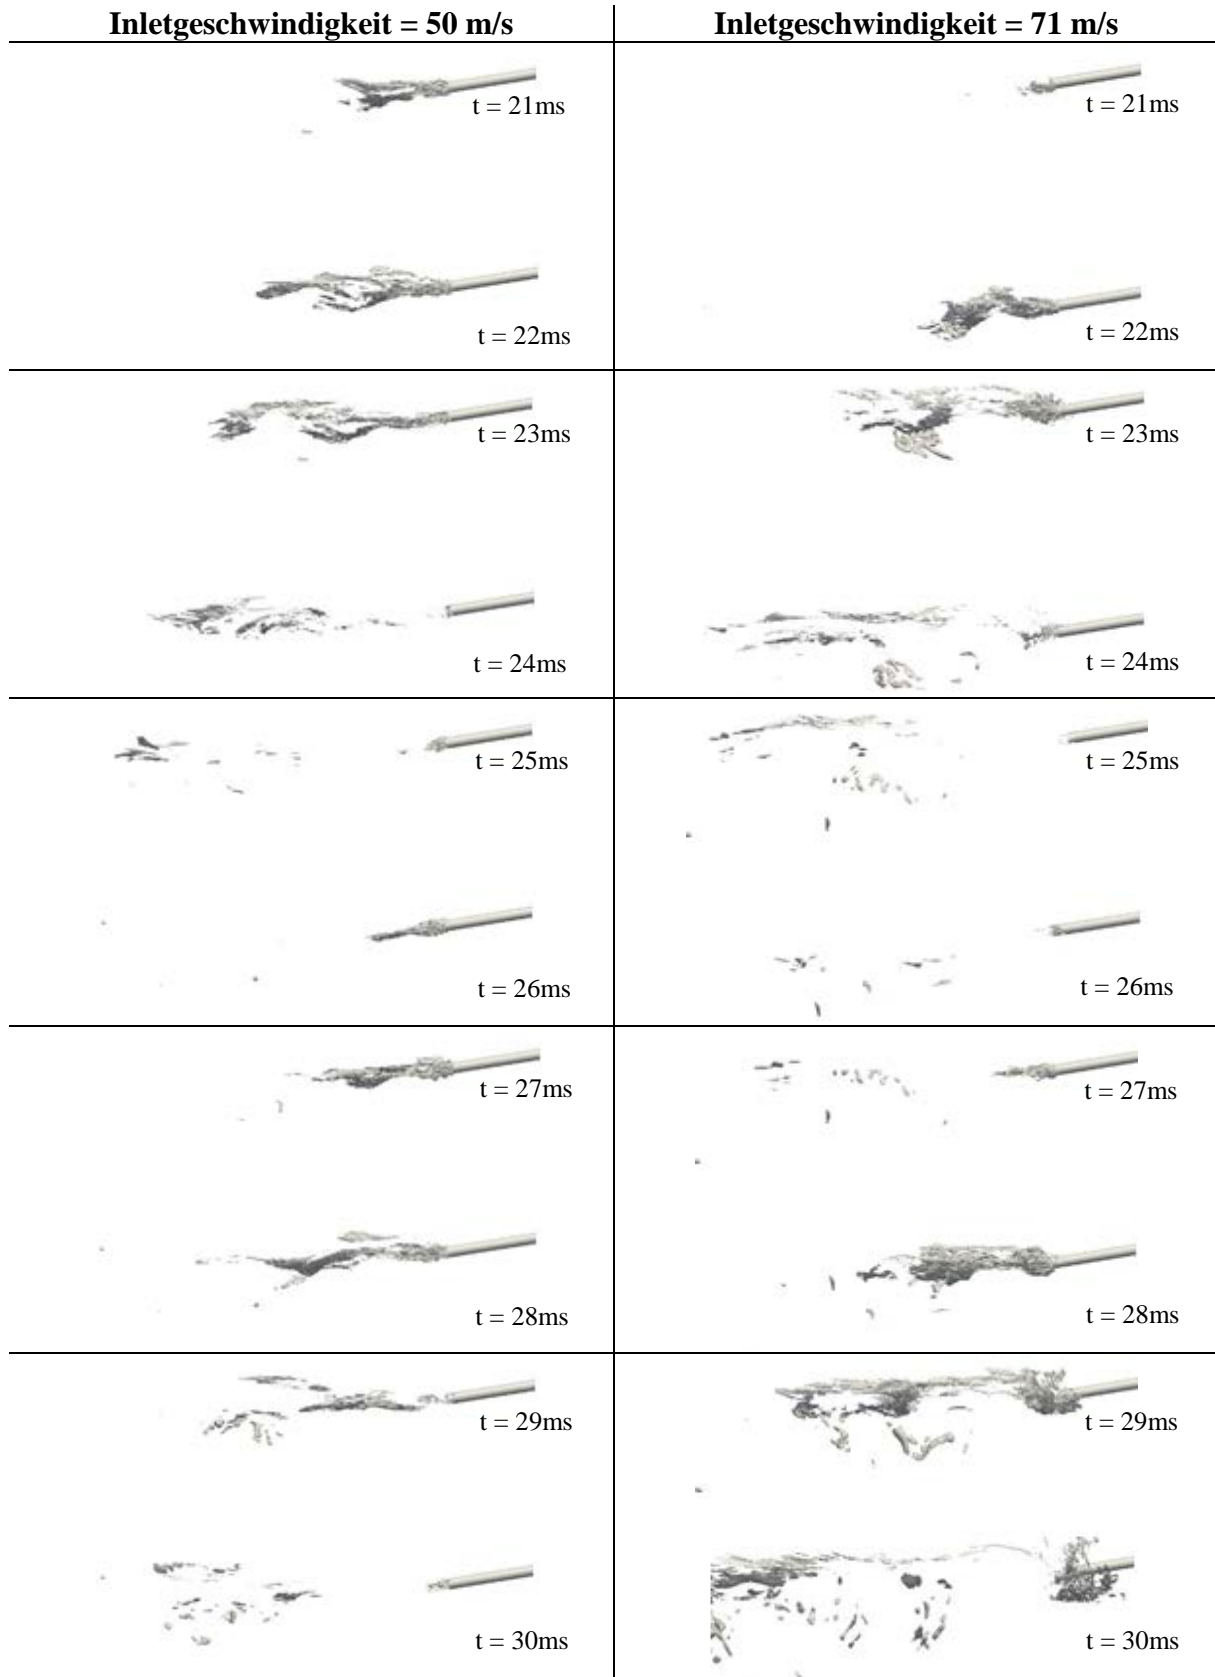 Inletgeschwindigkeit = 50 m/s
Inletgeschwindigkeit = 71 m/s
t = 21ms
t = 21ms
t = 22ms
t = 22ms
t = 23ms
t = 23ms
t = 24ms
t = 24ms
t = 25ms
t = 25ms
t = 26ms
t = 26ms
t = 27ms
t = 27ms
t = 28ms
t = 28ms
t = 29ms
t = 29ms
t = 30ms
t = 30ms